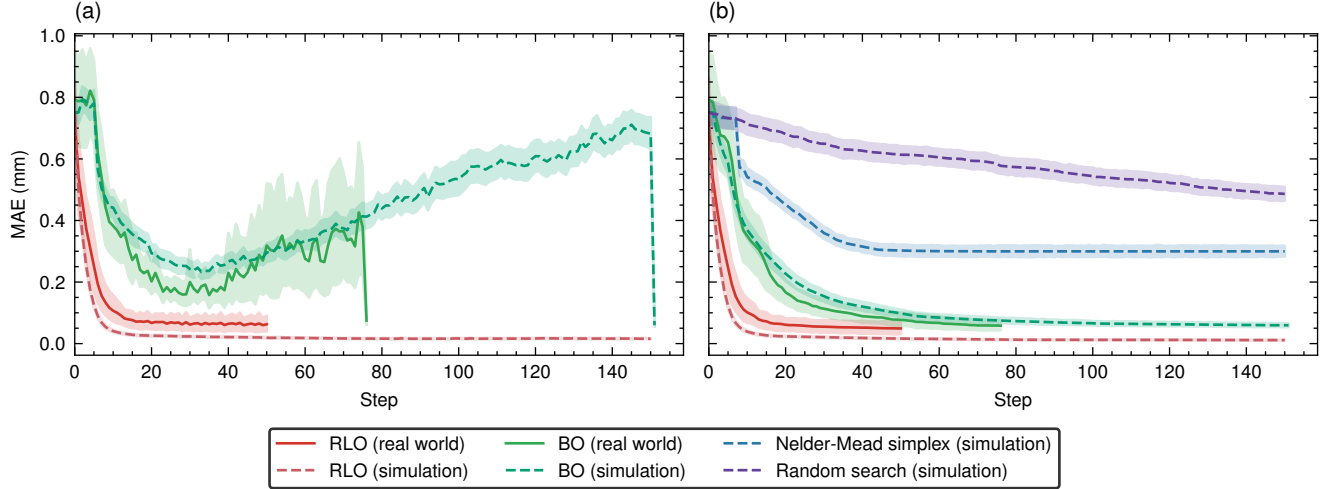 (a)
(b)
MAE (mm)
1.0
0.8
0.6
0.4
0.2
0.0
0 20 40 60 80 100 120 140
0 20 40 60 80 100 120 140
Step
Step
RLO (real world) BO (real world) Nelder-Mead simplex (simulation)
RLO (simulation) BO (simulation) Random search (simulation)